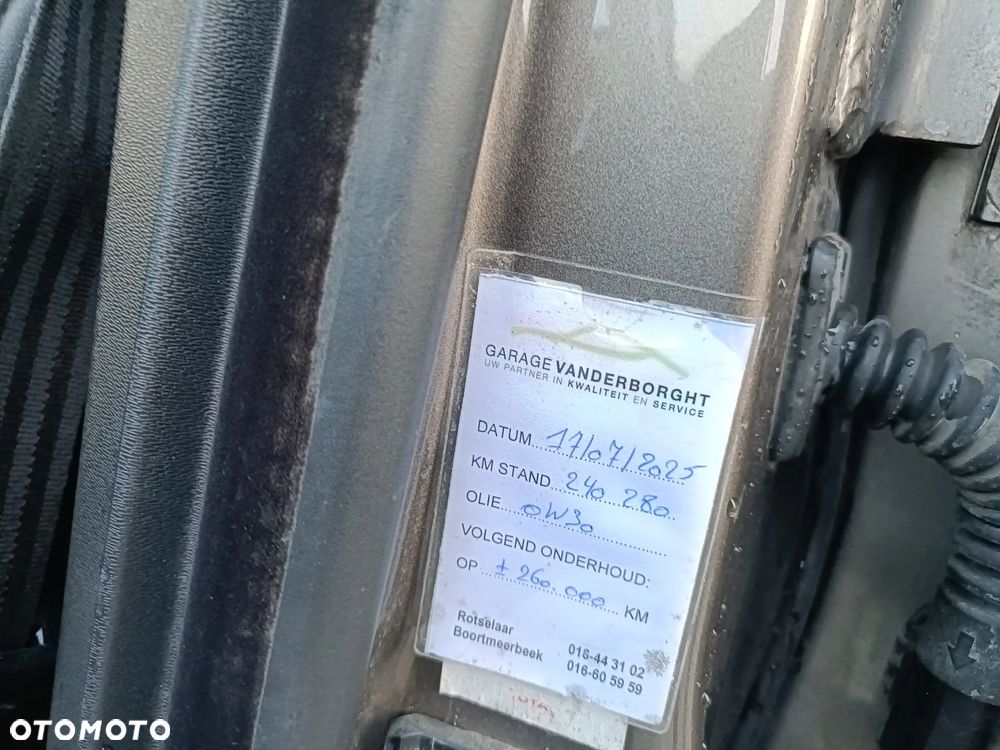 GARAGE VANDERBORGHT
UW PARTNER IN KWALITEIT EN SERVICE
DATUM 17/07/2025
KM STAND 240 280
OLIE 0W30
VOLGEND ONDERHOUD:
OP ± 260.000 KM
Rotselaar 016-44 31 02
Boortmeerbeek 016-60 59 59
OTOMOTO